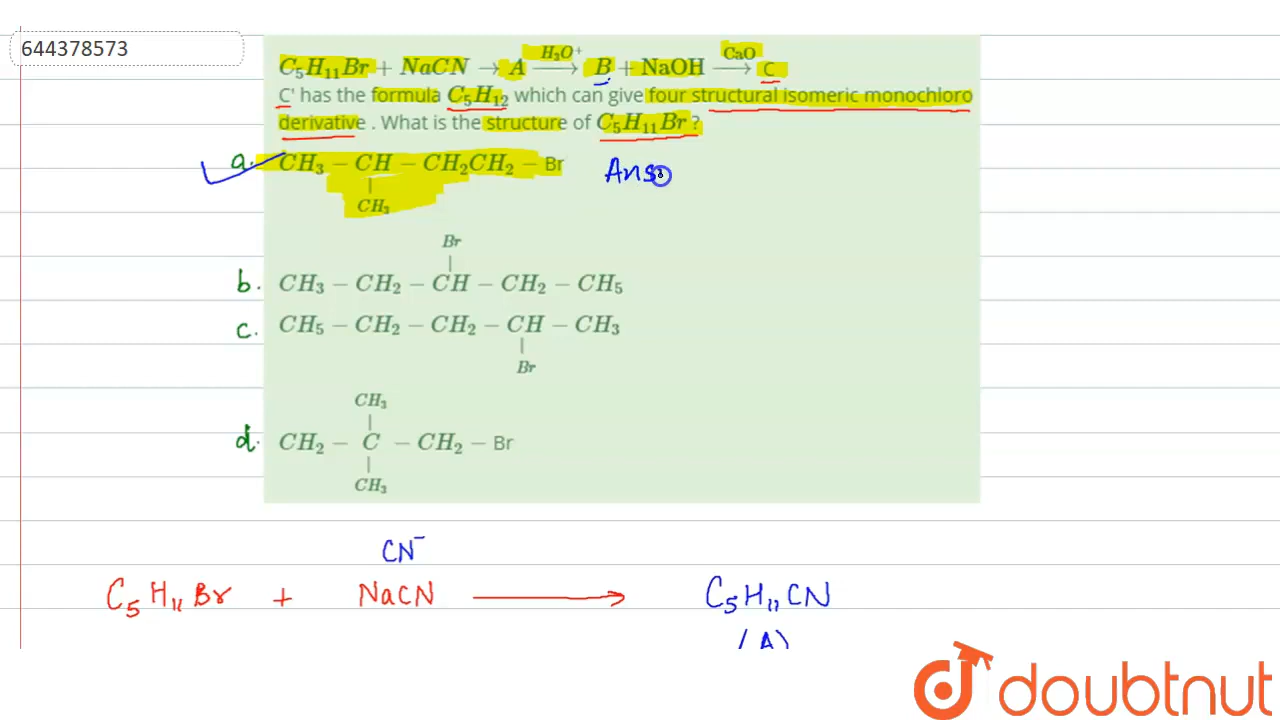 644378573
C₅H₁₁Br + NaCN → A —H₂O⁺→ B + NaOH —CaO→ C
C' has the formula C₅H₁₂ which can give four structural isomeric monochloro
derivative . What is the structure of C₅H₁₁Br ?
a. CH₃ − CH − CH₂CH₂ − Br
|
CH₃
Ans
Br
|
b. CH₃ − CH₂ − CH − CH₂ − CH₅
c. CH₅ − CH₂ − CH₂ − CH − CH₃
|
Br
CH₃
|
d. CH₂ − C − CH₂ − Br
|
CH₃
CN⁻
C₅H₁₁Br + NaCN ⟶ C₅H₁₁CN
(A)
doubtnut